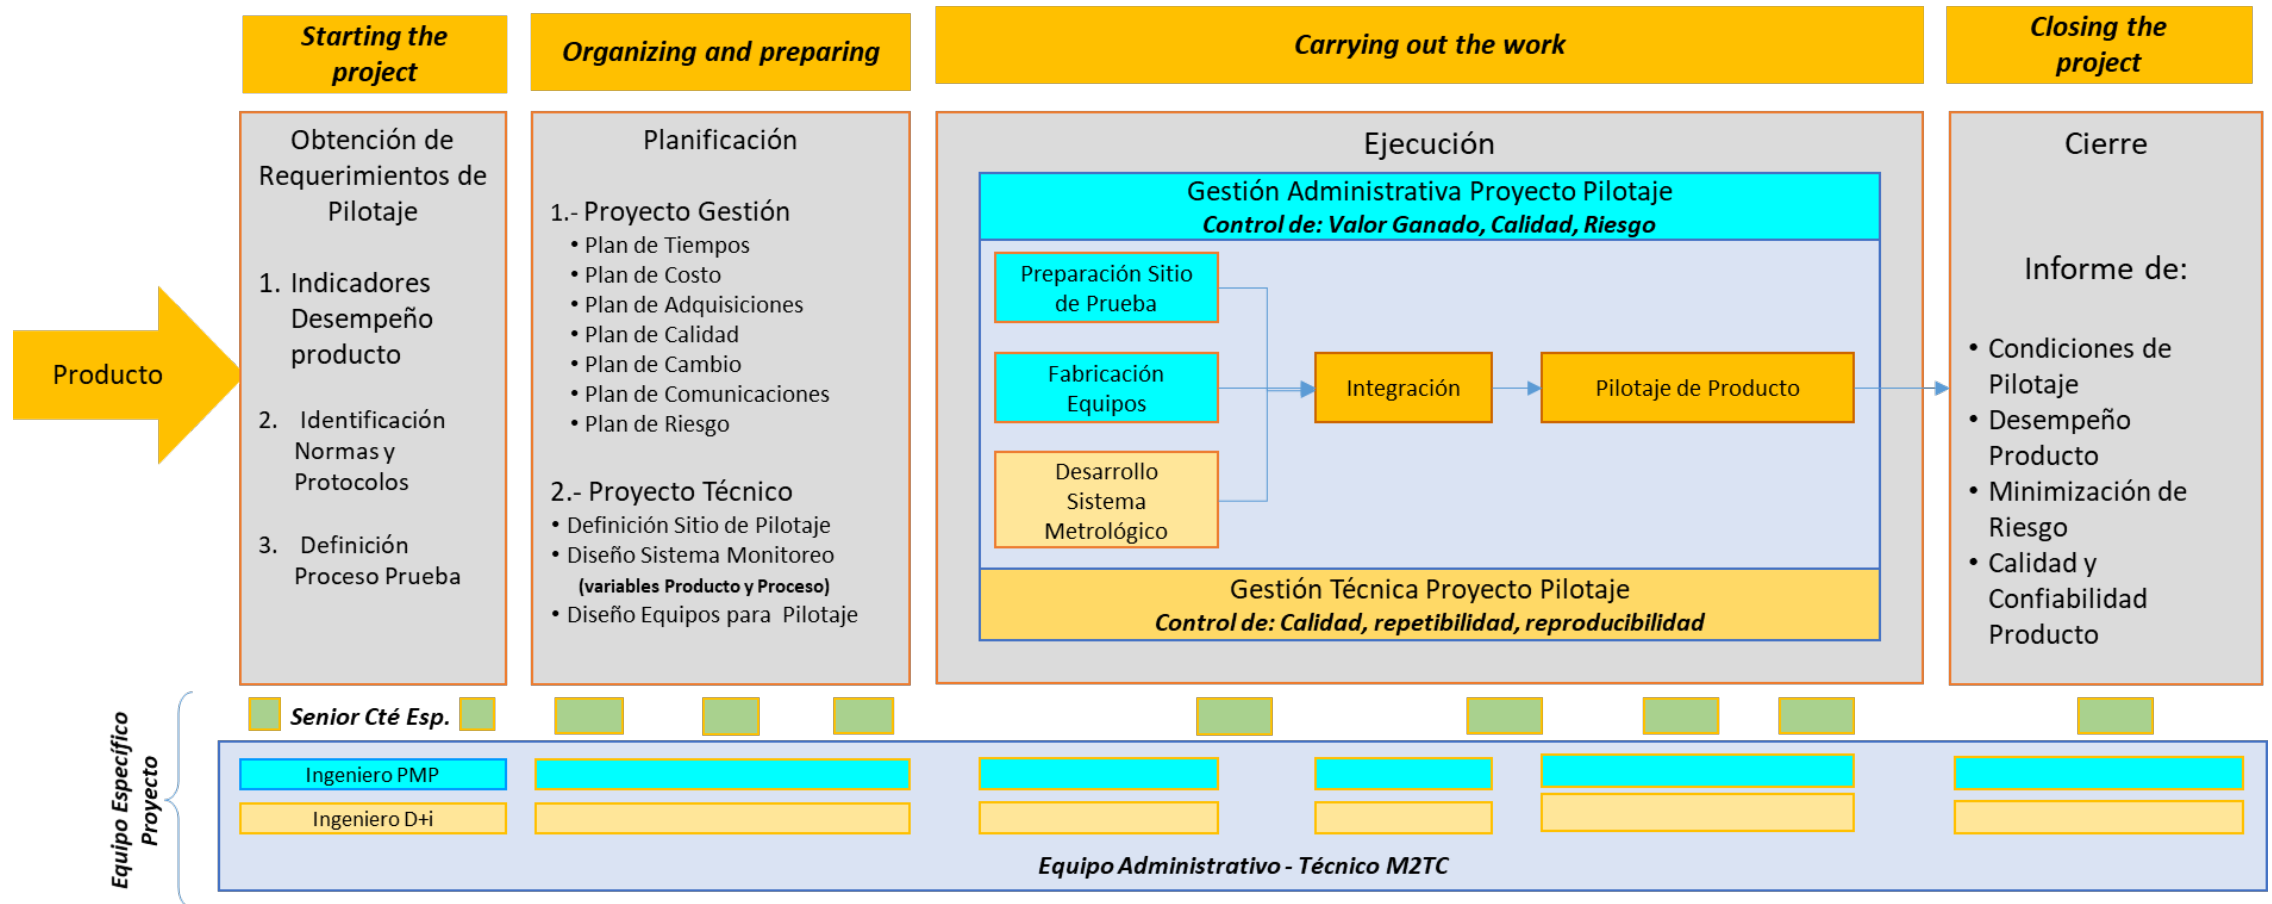 Starting the
project
Organizing and preparing
Carrying out the work
Closing the
project
Producto
Obtención de
Requerimientos de
Pilotaje
1. Indicadores
Desempeño
producto
2. Identificación
Normas y
Protocolos
3. Definición
Proceso Prueba
Planificación
1.- Proyecto Gestión
• Plan de Tiempos
• Plan de Costo
• Plan de Adquisiciones
• Plan de Calidad
• Plan de Cambio
• Plan de Comunicaciones
• Plan de Riesgo
2.- Proyecto Técnico
• Definición Sitio de Pilotaje
• Diseño Sistema Monitoreo
(variables Producto y Proceso)
• Diseño Equipos para Pilotaje
Ejecución
Gestión Administrativa Proyecto Pilotaje
Control de: Valor Ganado, Calidad, Riesgo
Preparación Sitio
de Prueba
Fabricación
Equipos
Desarrollo
Sistema
Metrológico
Integración
Pilotaje de Producto
Gestión Técnica Proyecto Pilotaje
Control de: Calidad, repetibilidad, reproducibilidad
Cierre
Informe de:
• Condiciones de
Pilotaje
• Desempeño
Producto
• Minimización de
Riesgo
• Calidad y
Confiabilidad
Producto
Equipo Específico
Proyecto
Senior Cté Esp.
Ingeniero PMP
Ingeniero D+i
Equipo Administrativo - Técnico M2TC